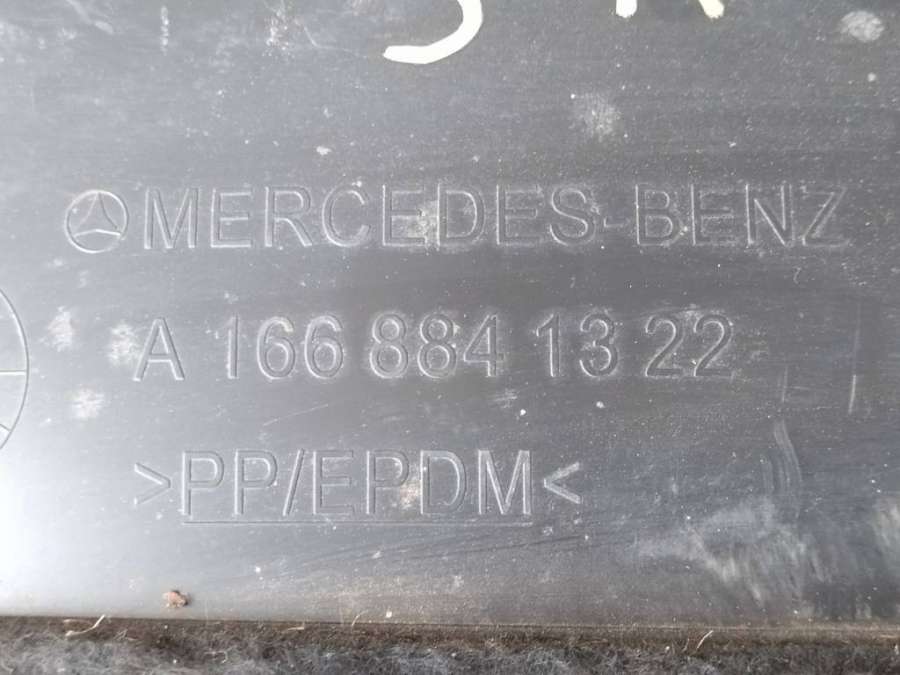 MERCEDES-BENZ
A 166 884 13 22
>PP/EPDM<